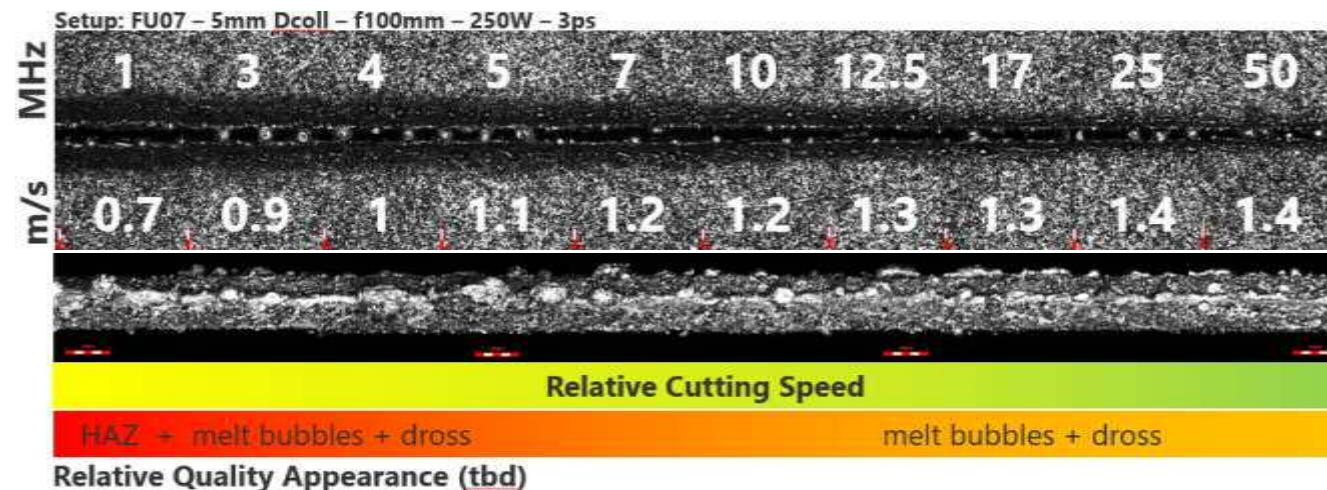 Setup: FU07 – 5mm Dcoll – f100mm – 250W – 3ps
MHz
1 3 4 5 7 10 12.5 17 25 50
m/s
0.7 0.9 1 1.1 1.2 1.2 1.3 1.3 1.4 1.4
Relative Cutting Speed
HAZ + melt bubbles + dross melt bubbles + dross
Relative Quality Appearance (tbd)